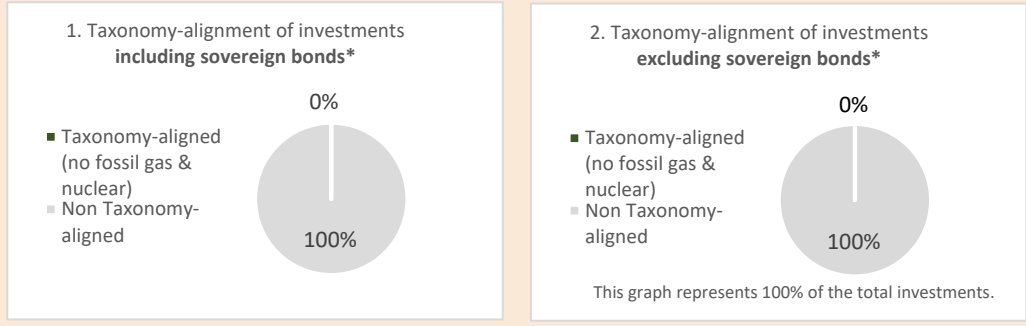 1. Taxonomy-alignment of investments
including sovereign bonds*
0%
Taxonomy-aligned
(no fossil gas &
nuclear)
Non Taxonomy-
aligned
100%
2. Taxonomy-alignment of investments
excluding sovereign bonds*
0%
Taxonomy-aligned
(no fossil gas &
nuclear)
Non Taxonomy-
aligned
100%
This graph represents 100% of the total investments.